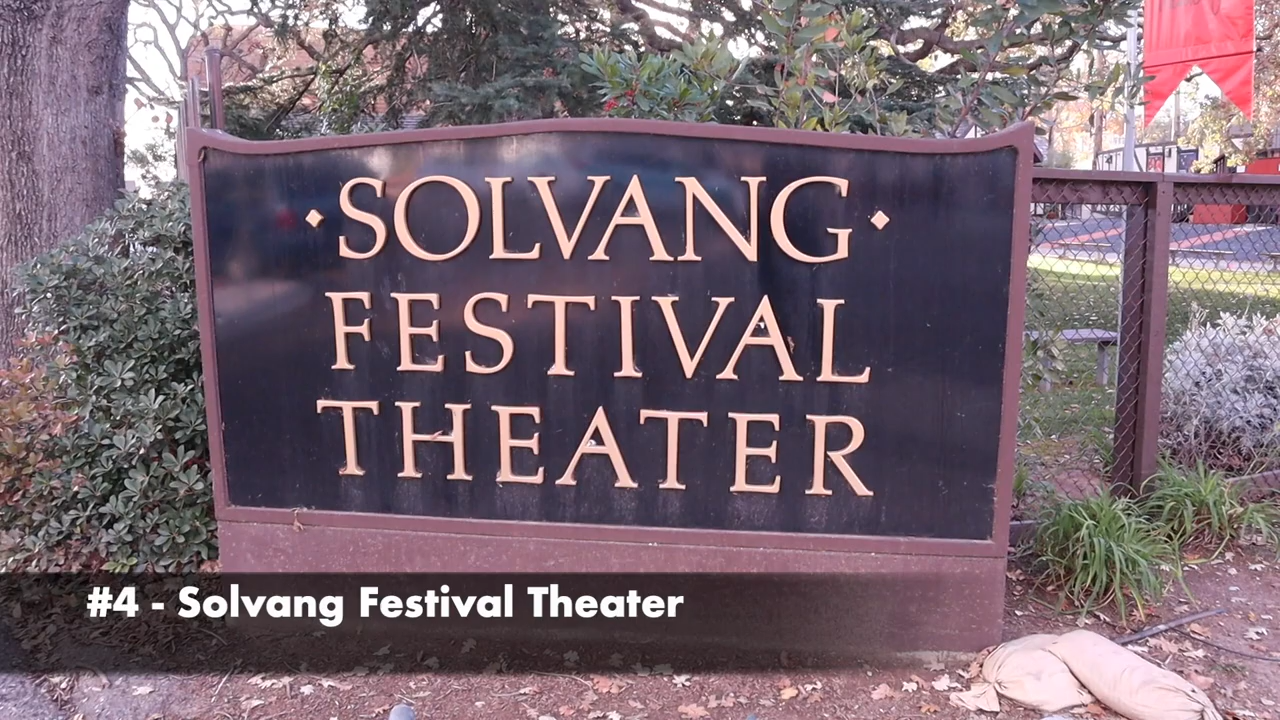 ·SOLVANG·
FESTIVAL
THEATER
#4 - Solvang Festival Theater